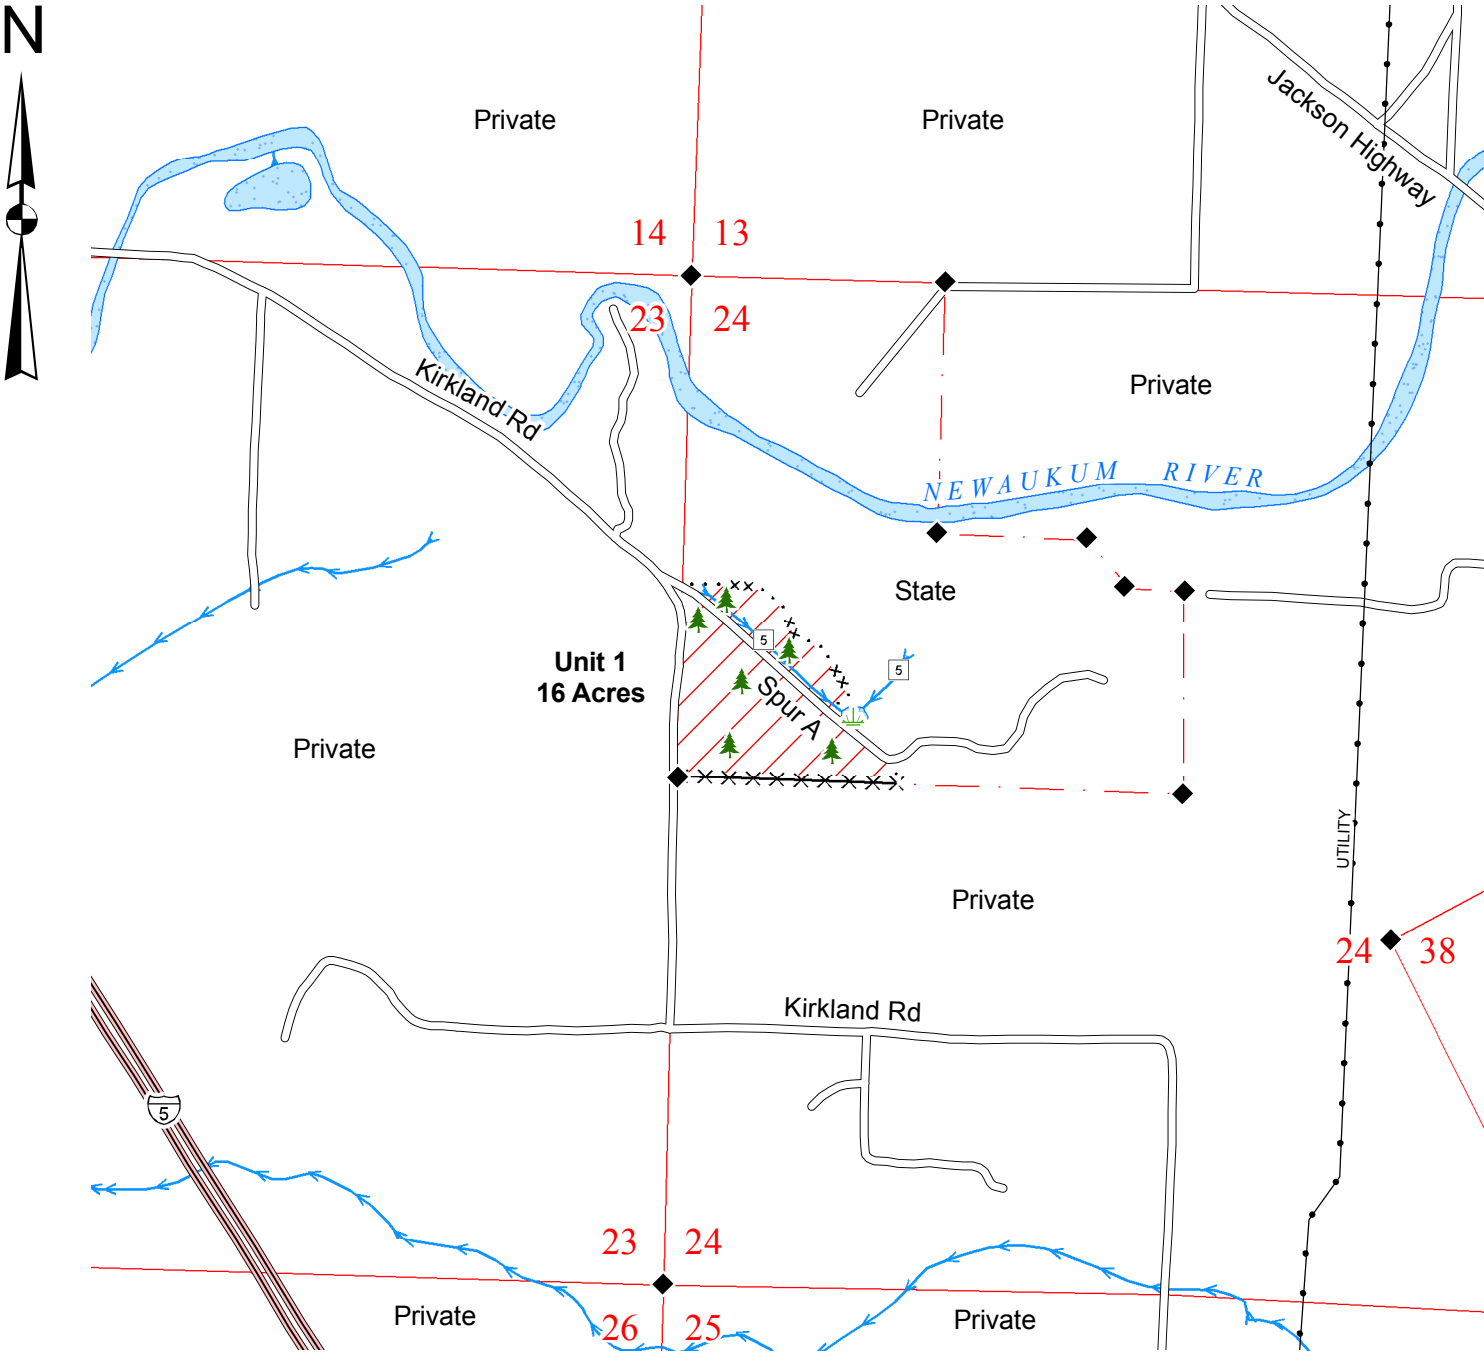 N
Private
Private
Jackson Highway
14
13
23
24
Kirkland Rd
Private
NEWAUKUM RIVER
State
5
Unit 1
16 Acres
5
Spur A
Private
UTILITY
Private
24
38
Kirkland Rd
5
23
24
Private
Private
26
25